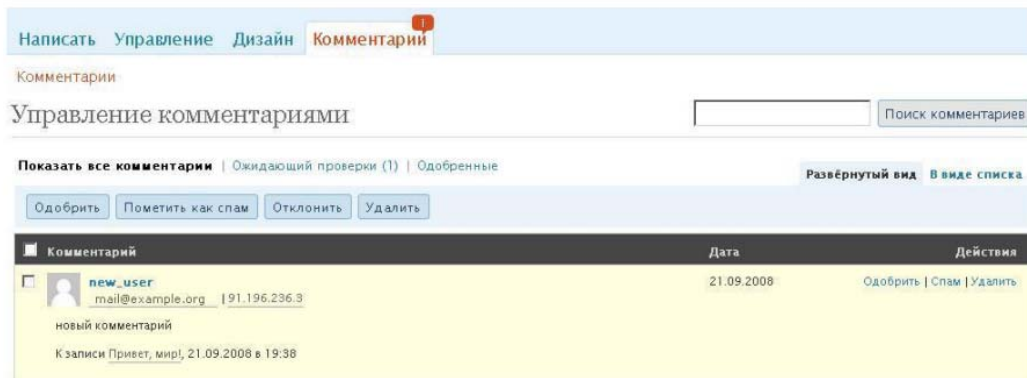 1
Написать Управление Дизайн Комментарии
Комментарии
Управление комментариями
Поиск комментариев
Показать все комментарии | Ожидающий проверки (1) | Одобренные
Развёрнутый вид В виде списка
Одобрить Пометить как спам Отклонить Удалить
Комментарий Дата Действия
new_user 21.09.2008 Одобрить | Спам | Удалить
mail@example.org | 91.196.236.3
новый комментарий
К записи Привет, мир!, 21.09.2008 в 19:38